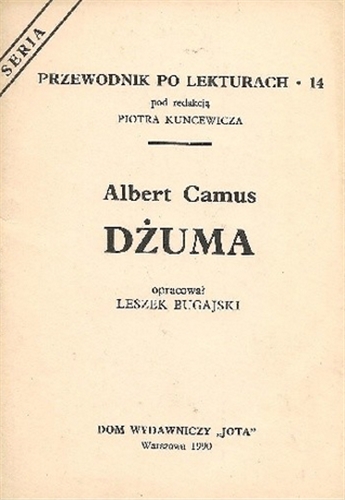 SERIA
PRZEWODNIK PO LEKTURACH • 14
pod redakcją
PIOTRA KUNCEWICZA
Albert Camus
DŻUMA
opracował
LESZEK BUGAJSKI
DOM WYDAWNICZY „JOTA”
Warszawa 1990